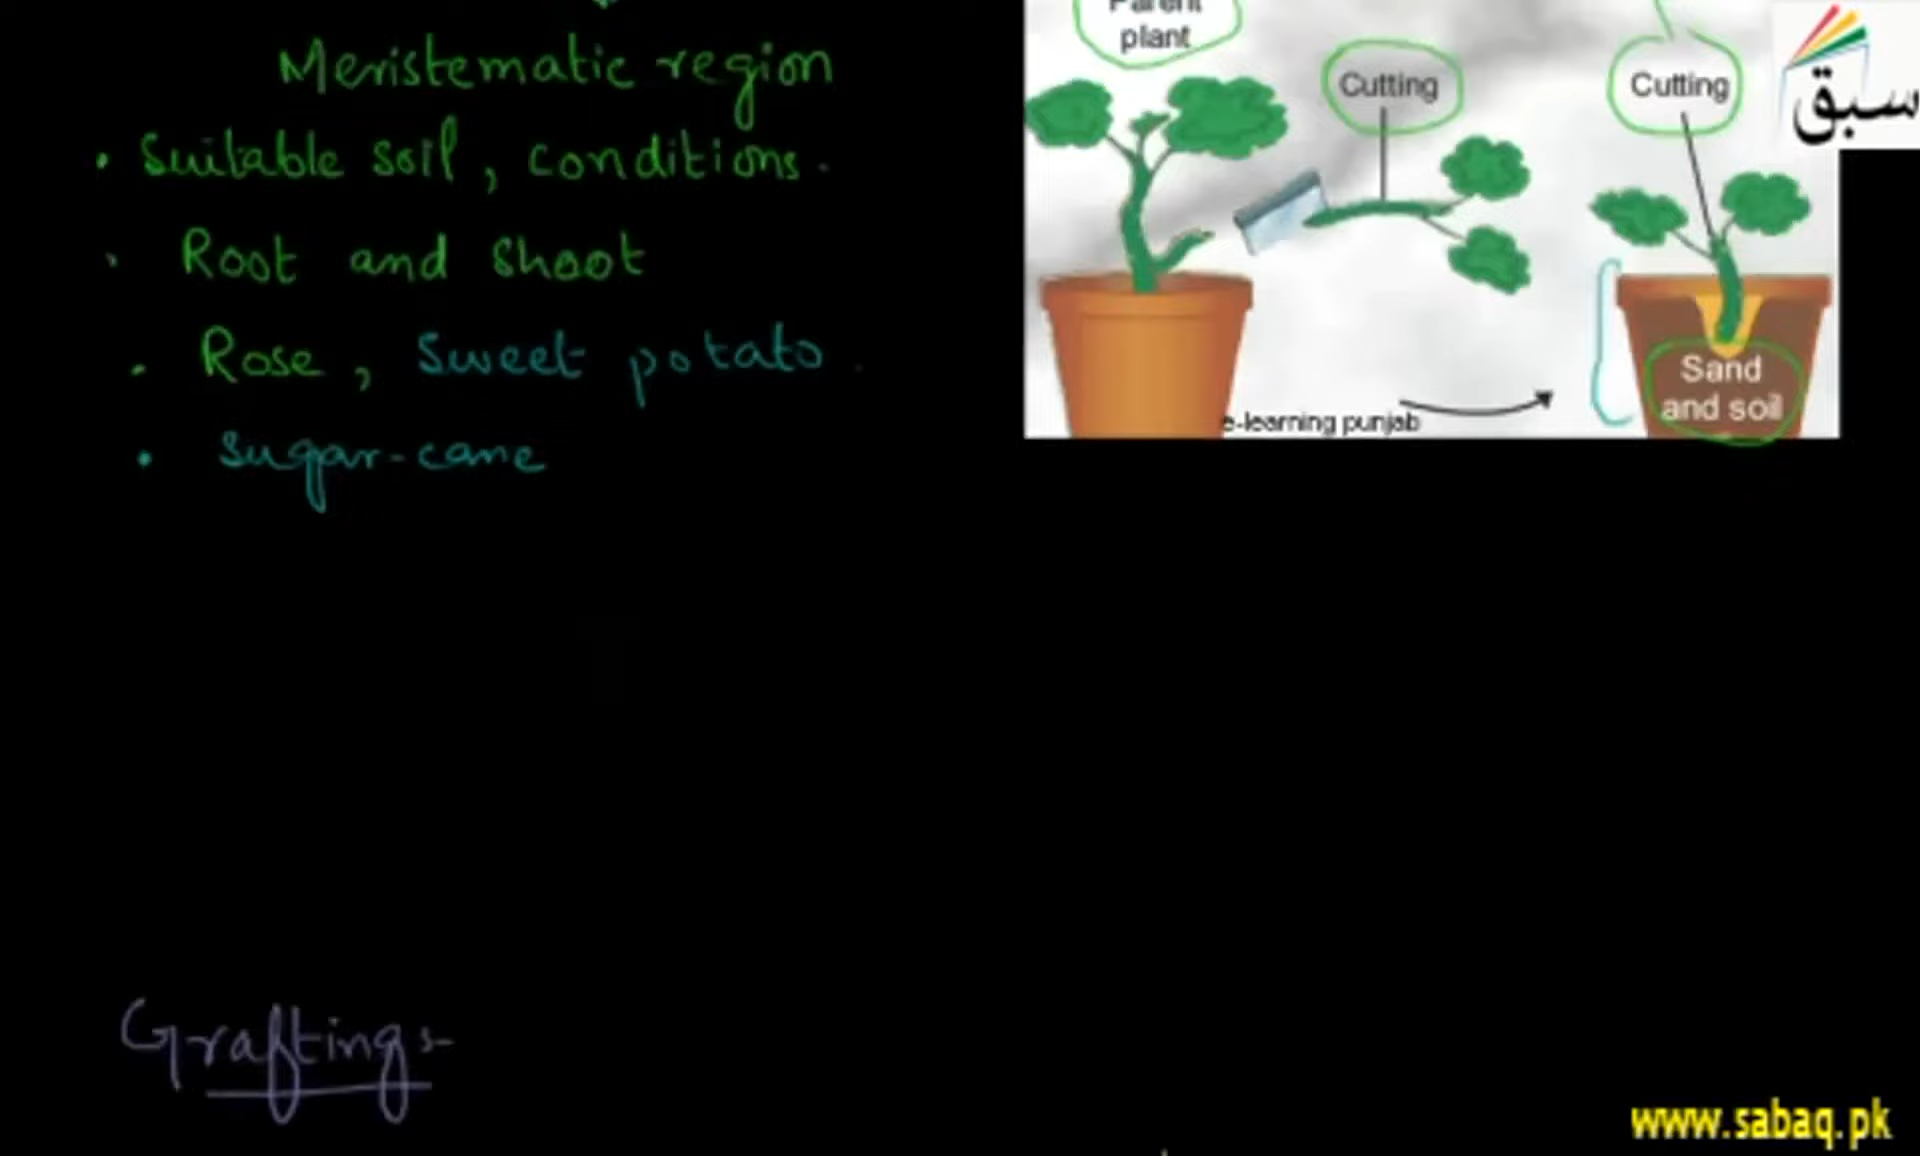 Meristematic region
• Suitable soil, conditions.
• Root and shoot
• Rose, Sweet potato.
• Sugar-cane
Parent
plant
Cutting
Cutting
Sand
and soil
e-learning punjab
سبق
Grafting:-
www.sabaq.pk